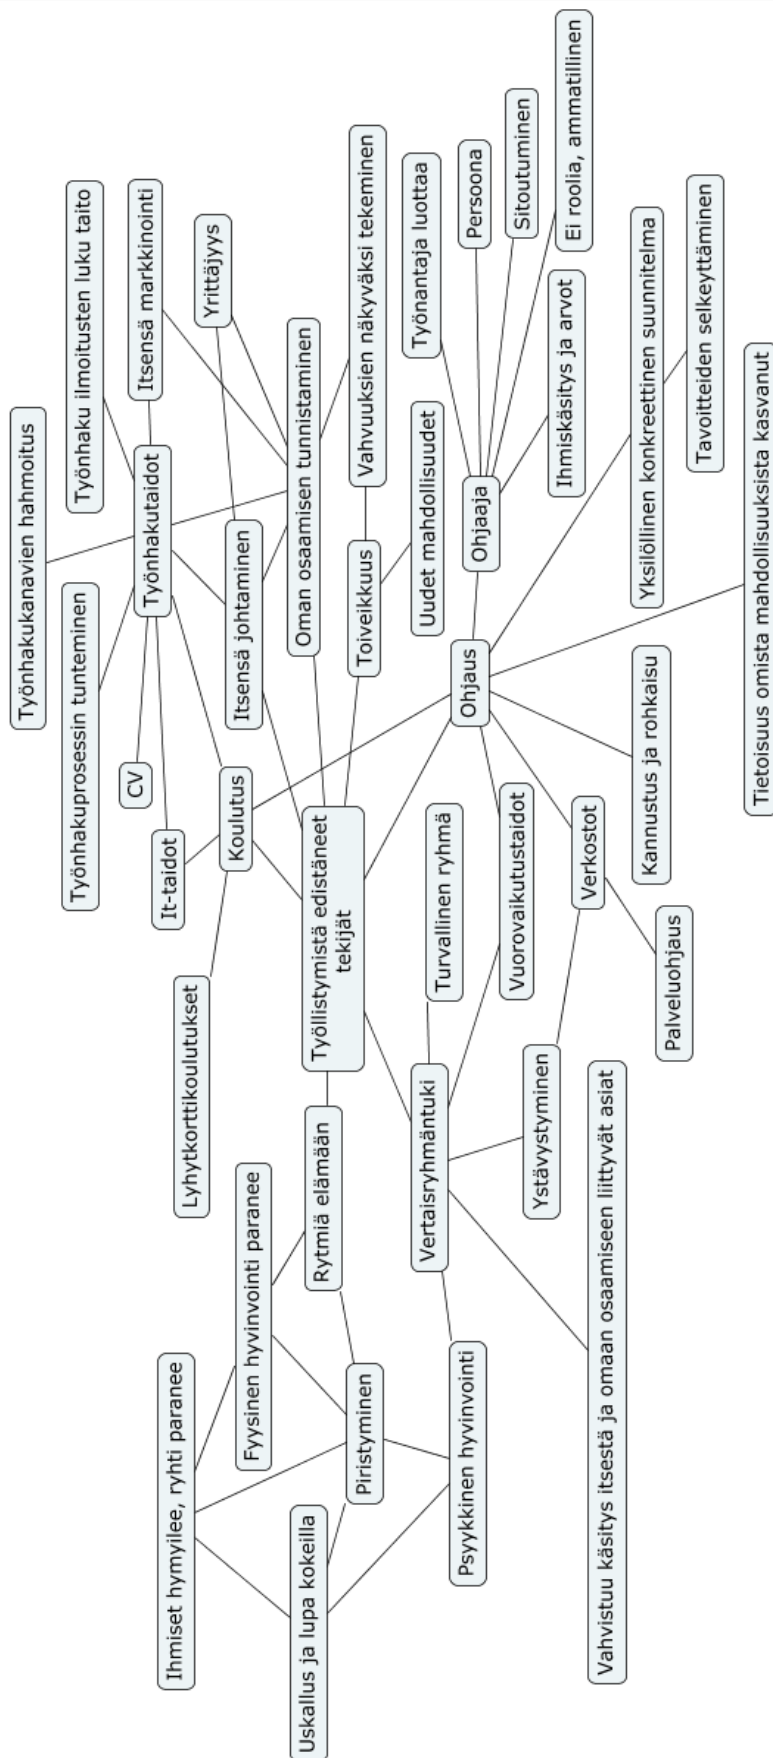 Työnhakukanavien hahmoitus
Työnhakuprosessin tunteminen
Työnhaku ilmoitusten luku taito
CV
Työnhakutaidot
Itsensä markkinointi
It-taidot
Lyhytkorttikoulutukset
Koulutus
Yrittäjyys
Itsensä johtaminen
Ihmiset hymyilee, ryhti paranee
Fyysinen hyvinvointi paranee
Oman osaamisen tunnistaminen
Uskallus ja lupa kokeilla
Rytmiä elämään
Työllistymistä edistäneet
tekijät
Piristyminen
Toiveikkuus
Vahvuuksien näkyväksi tekeminen
Vertaisryhmäntuki
Turvallinen ryhmä
Uudet mahdollisuudet
Työnantaja luottaa
Psyykkinen hyvinvointi
Ohjaus
Ohjaaja
Persoona
Vuorovaikutustaidot
Sitoutuminen
Ystävystyminen
Verkostot
Ihmiskäsitys ja arvot
Ei roolia, ammatillinen
Vahvistuu käsitys itsestä ja omaan osaamiseen liittyvät asiat
Kannustus ja rohkaisu
Yksilöllinen konkreettinen suunnitelma
Palveluohjaus
Tavoitteiden selkeyttäminen
Tietoisuus omista mahdollisuuksista kasvanut